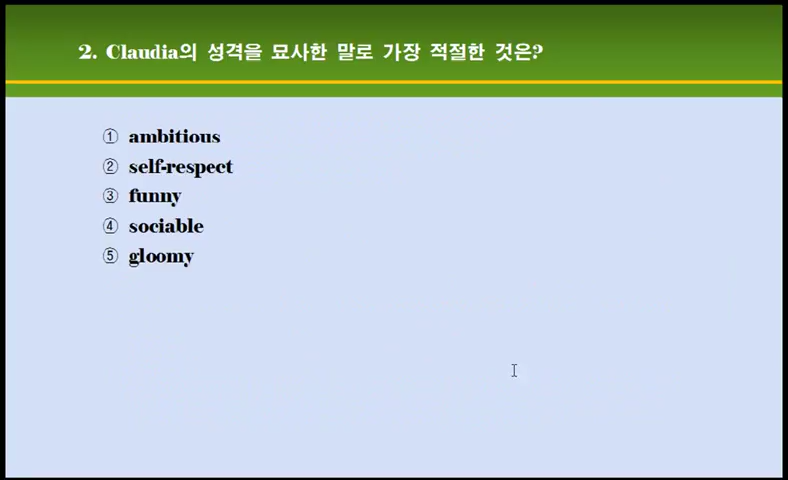 2. Claudia의 성격을 묘사한 말로 가장 적절한 것은?
① ambitious
② self-respect
③ funny
④ sociable
⑤ gloomy